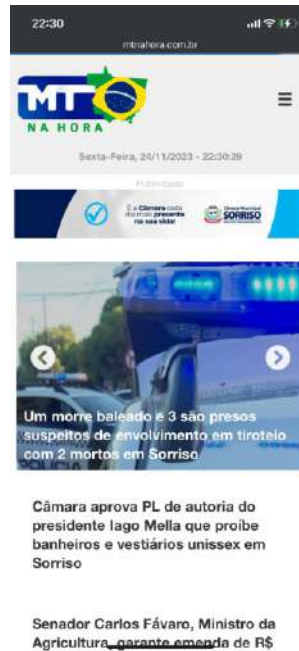 22:30
mtnahora.com.br
MT
NA HORA
Sexta-Feira, 24/11/2023 - 22:30:29
Publicidade
É a Câmara cada
dia mais presente
na sua vida!
Câmara Municipal
SORRISO
Um morre baleado e 3 são presos
suspeitos de envolvimento em tiroteio
com 2 mortos em Sorriso
Câmara aprova PL de autoria do
presidente Iago Mella que proíbe
banheiros e vestiários unissex em
Sorriso
Senador Carlos Fávaro, Ministro da
Agricultura, garante emenda de R$